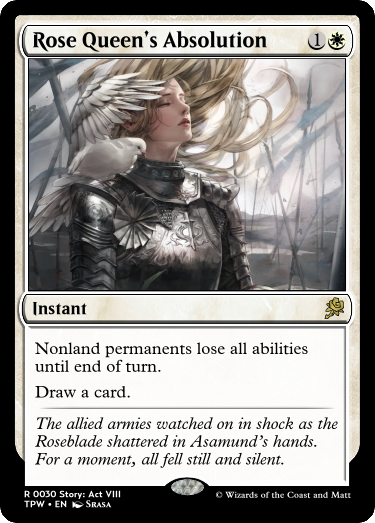 Rose Queen's Absolution 1
Instant
Nonland permanents lose all abilities
until end of turn.
Draw a card.
The allied armies watched on in shock as the
Roseblade shattered in Asamund's hands.
For a moment, all fell still and silent.
R 0030 Story: Act VIII
TPW • EN Srasa
© Wizards of the Coast and Matt